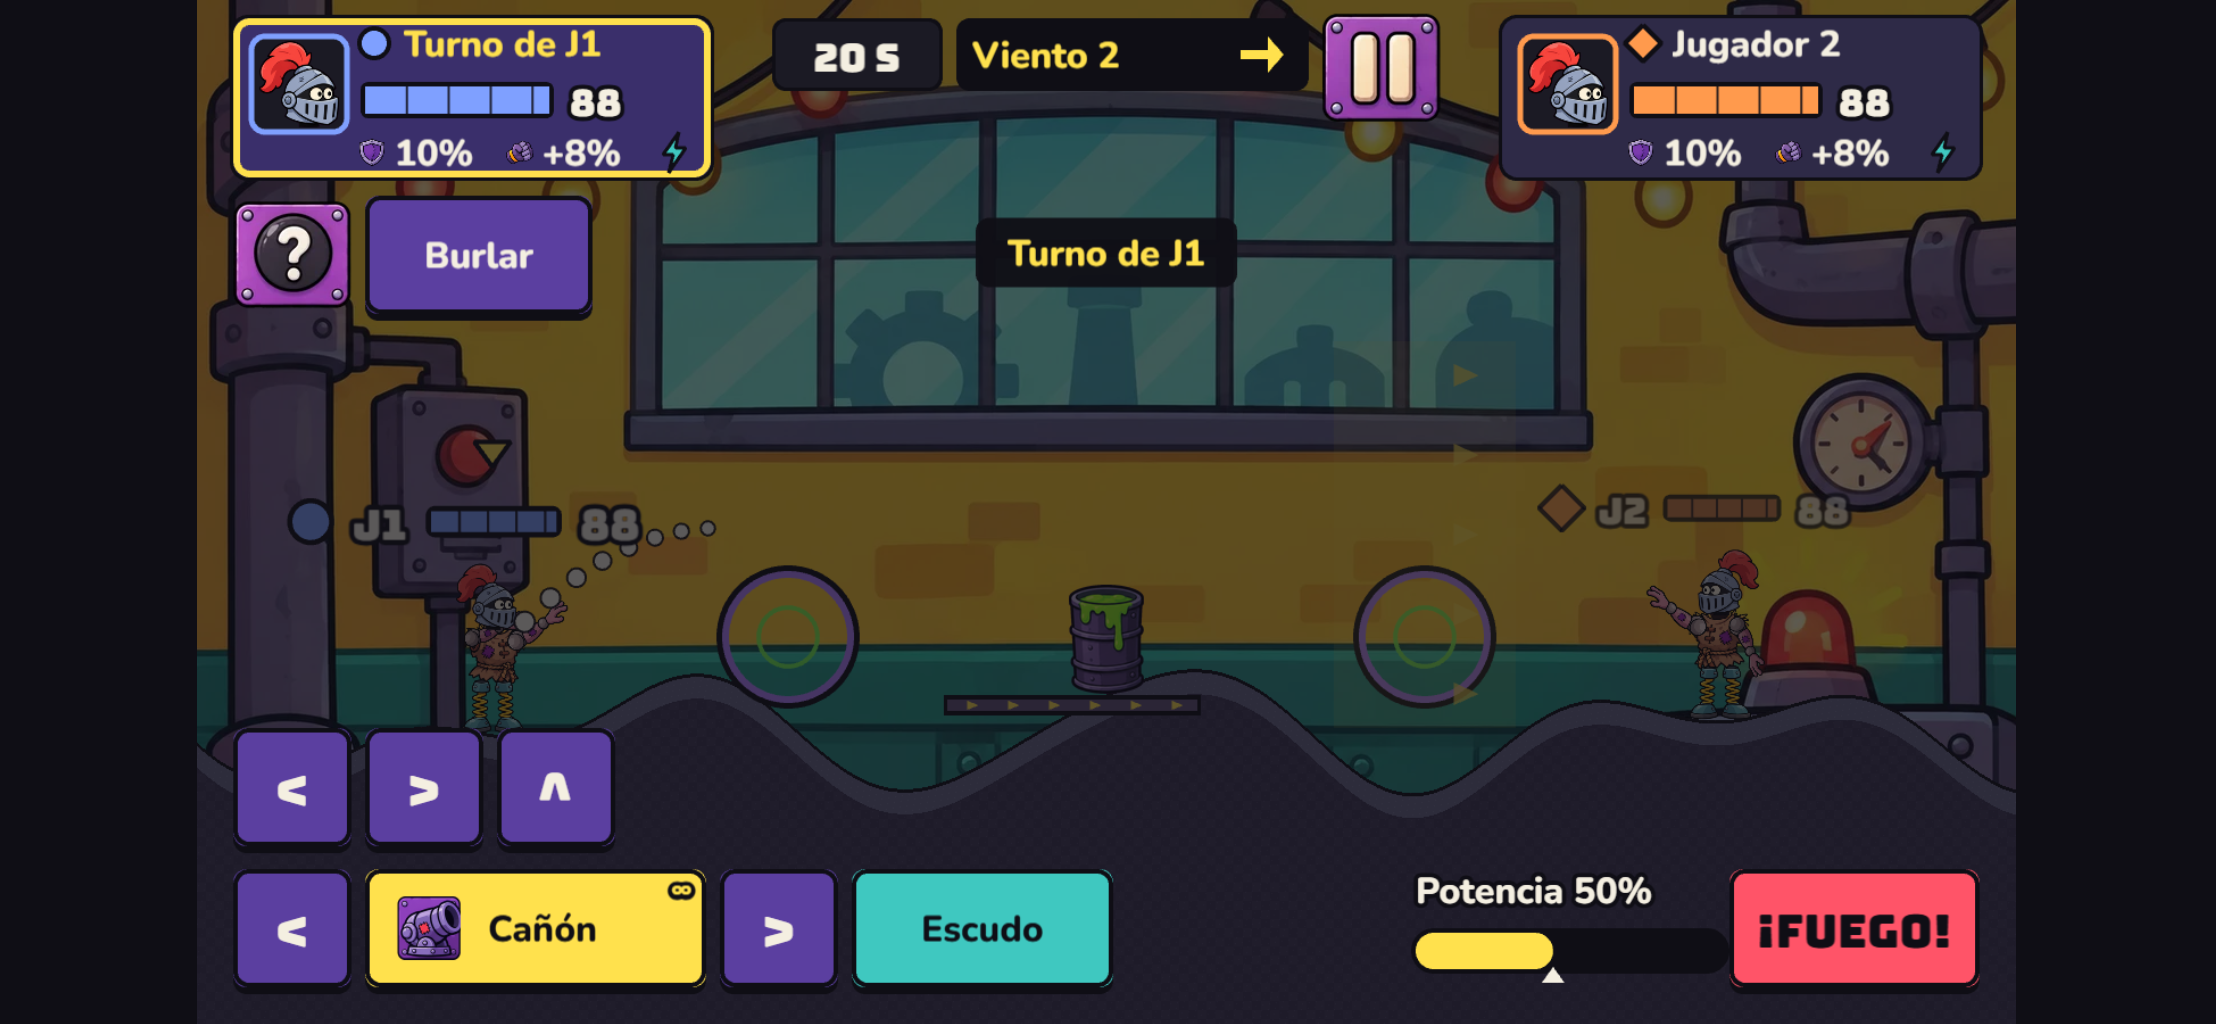 Turno de J1
88
10%
+8%
20 S
Viento 2
Jugador 2
88
10%
+8%
?
Burlar
Turno de J1
J1
88
J2
88
<
>
^
<
Cañón
∞
>
Escudo
Potencia 50%
¡FUEGO!